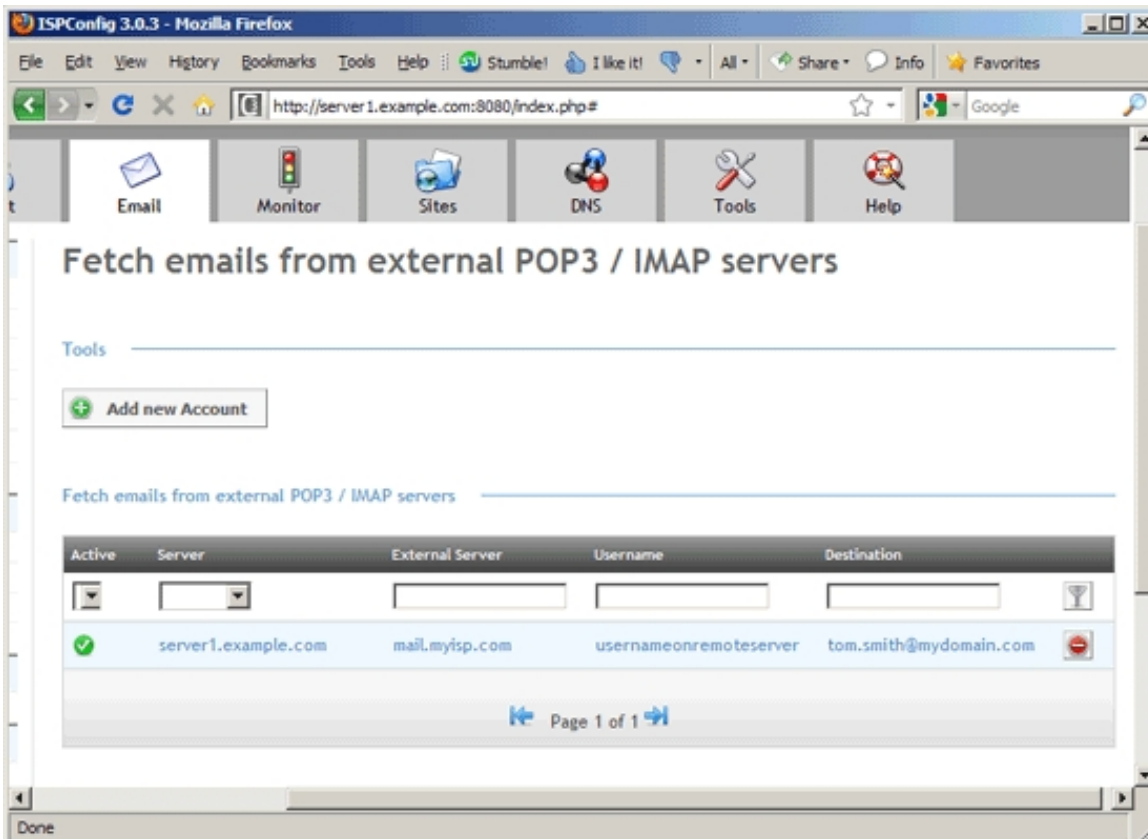 ISPConfig 3.0.3 - Mozilla Firefox
File Edit View History Bookmarks Tools Help Stumble! I like it! All Share Info Favorites
http://server1.example.com:8080/index.php# Google
t Email Monitor Sites DNS Tools Help
Fetch emails from external POP3 / IMAP servers
Tools
Add new Account
Fetch emails from external POP3 / IMAP servers
Active Server External Server Username Destination
server1.example.com mail.myisp.com usernameonremoteserver tom.smith@mydomain.com
Page 1 of 1
Done